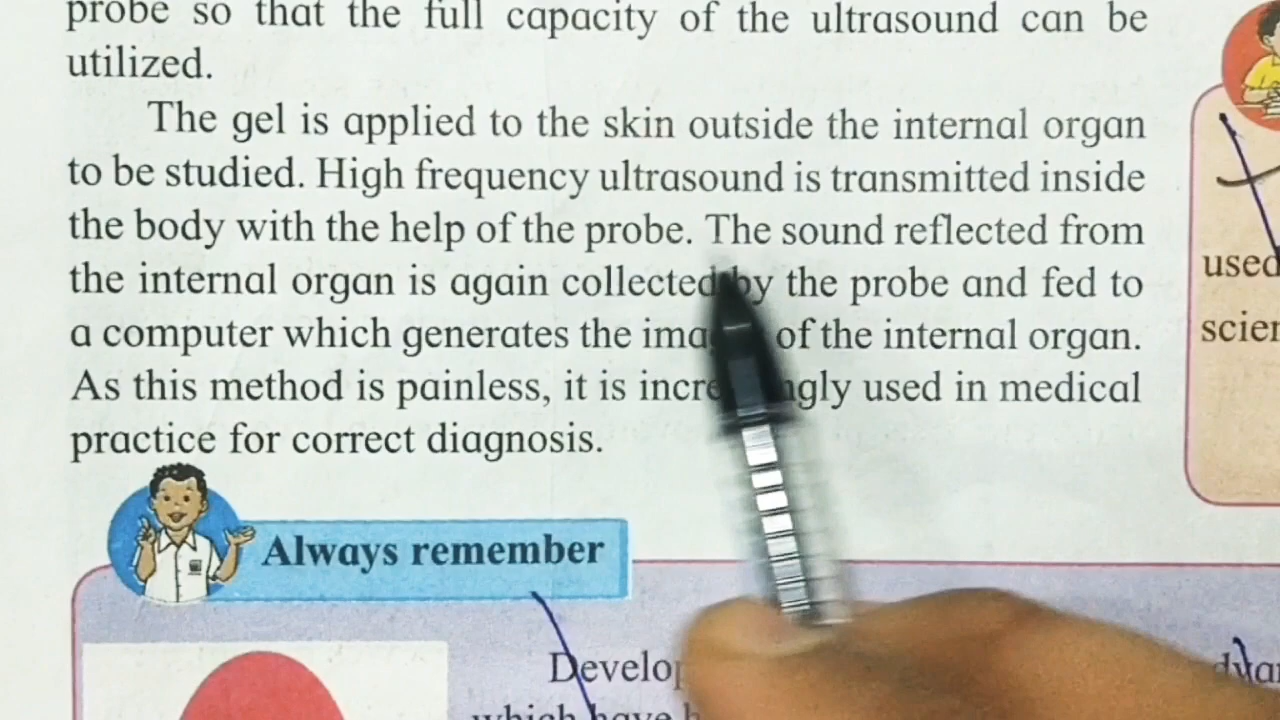 probe so that the full capacity of the ultrasound can be
utilized.
The gel is applied to the skin outside the internal organ
to be studied. High frequency ultrasound is transmitted inside
the body with the help of the probe. The sound reflected from
the internal organ is again collected by the probe and fed to
a computer which generates the of the internal organ.
As this method is painless, it is used in medical
practice for correct diagnosis.
used
scien
Always remember
Develop
which have